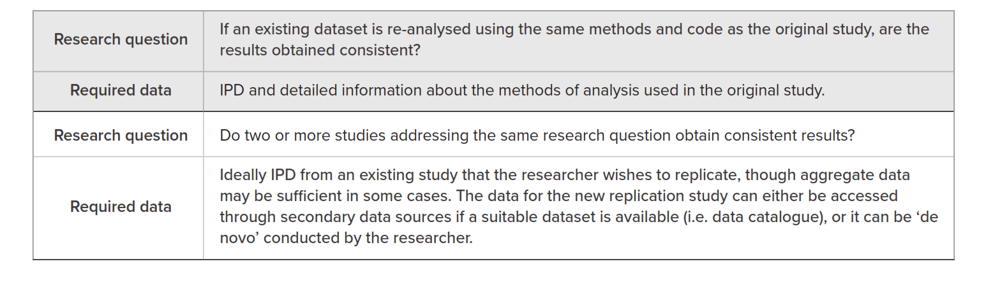 Research question
If an existing dataset is re-analysed using the same methods and code as the original study, are the
results obtained consistent?
Required data
IPD and detailed information about the methods of analysis used in the original study.
Research question
Do two or more studies addressing the same research question obtain consistent results?
Required data
Ideally IPD from an existing study that the researcher wishes to replicate, though aggregate data
may be sufficient in some cases. The data for the new replication study can either be accessed
through secondary data sources if a suitable dataset is available (i.e. data catalogue), or it can be ‘de
novo’ conducted by the researcher.